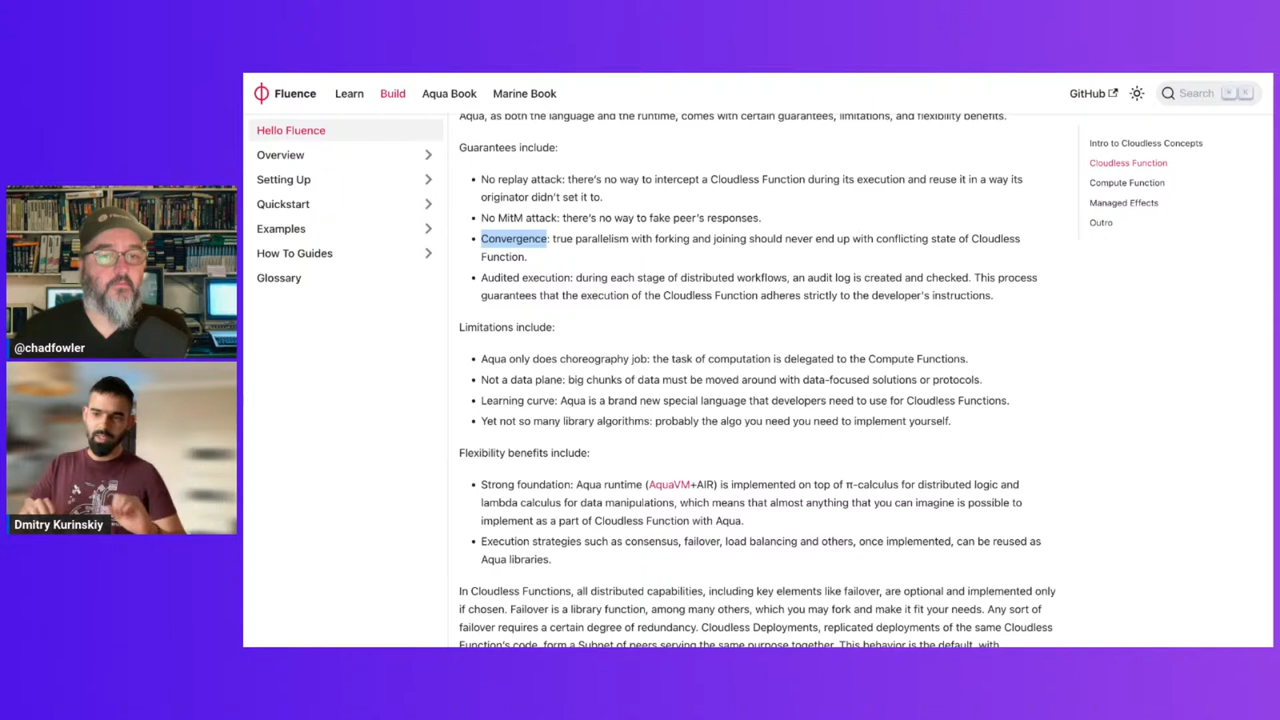 Fluence
Learn
Build
Aqua Book
Marine Book
GitHub
Search
Hello Fluence
Overview
Setting Up
Quickstart
Examples
How To Guides
Glossary
Aqua, as both the language and the runtime, comes with certain guarantees, limitations, and flexibility benefits.
Guarantees include:
No replay attack: there's no way to intercept a Cloudless Function during its execution and reuse it in a way its
originator didn't set it to.
No MitM attack: there's no way to fake peer's responses.
Convergence: true parallelism with forking and joining should never end up with conflicting state of Cloudless
Function.
Audited execution: during each stage of distributed workflows, an audit log is created and checked. This process
guarantees that the execution of the Cloudless Function adheres strictly to the developer's instructions.
Limitations include:
Aqua only does choreography job: the task of computation is delegated to the Compute Functions.
Not a data plane: big chunks of data must be moved around with data-focused solutions or protocols.
Learning curve: Aqua is a brand new special language that developers need to use for Cloudless Functions.
Yet not so many library algorithms: probably the algo you need you need to implement yourself.
Flexibility benefits include:
Strong foundation: Aqua runtime (AquaVM+AIR) is implemented on top of π-calculus for distributed logic and
lambda calculus for data manipulations, which means that almost anything that you can imagine is possible to
implement as a part of Cloudless Function with Aqua.
Execution strategies such as consensus, failover, load balancing and others, once implemented, can be reused as
Aqua libraries.
In Cloudless Functions, all distributed capabilities, including key elements like failover, are optional and implemented only
if chosen. Failover is a library function, among many others, which you may fork and make it fit your needs. Any sort of
failover requires a certain degree of redundancy. Cloudless Deployments, replicated deployments of the same Cloudless
Function's code, form a Subnet of peers serving the same purpose together. This behavior is the default, with
Intro to Cloudless Concepts
Cloudless Function
Compute Function
Managed Effects
Outro
@chadfowler
Dmitry Kurinskiy